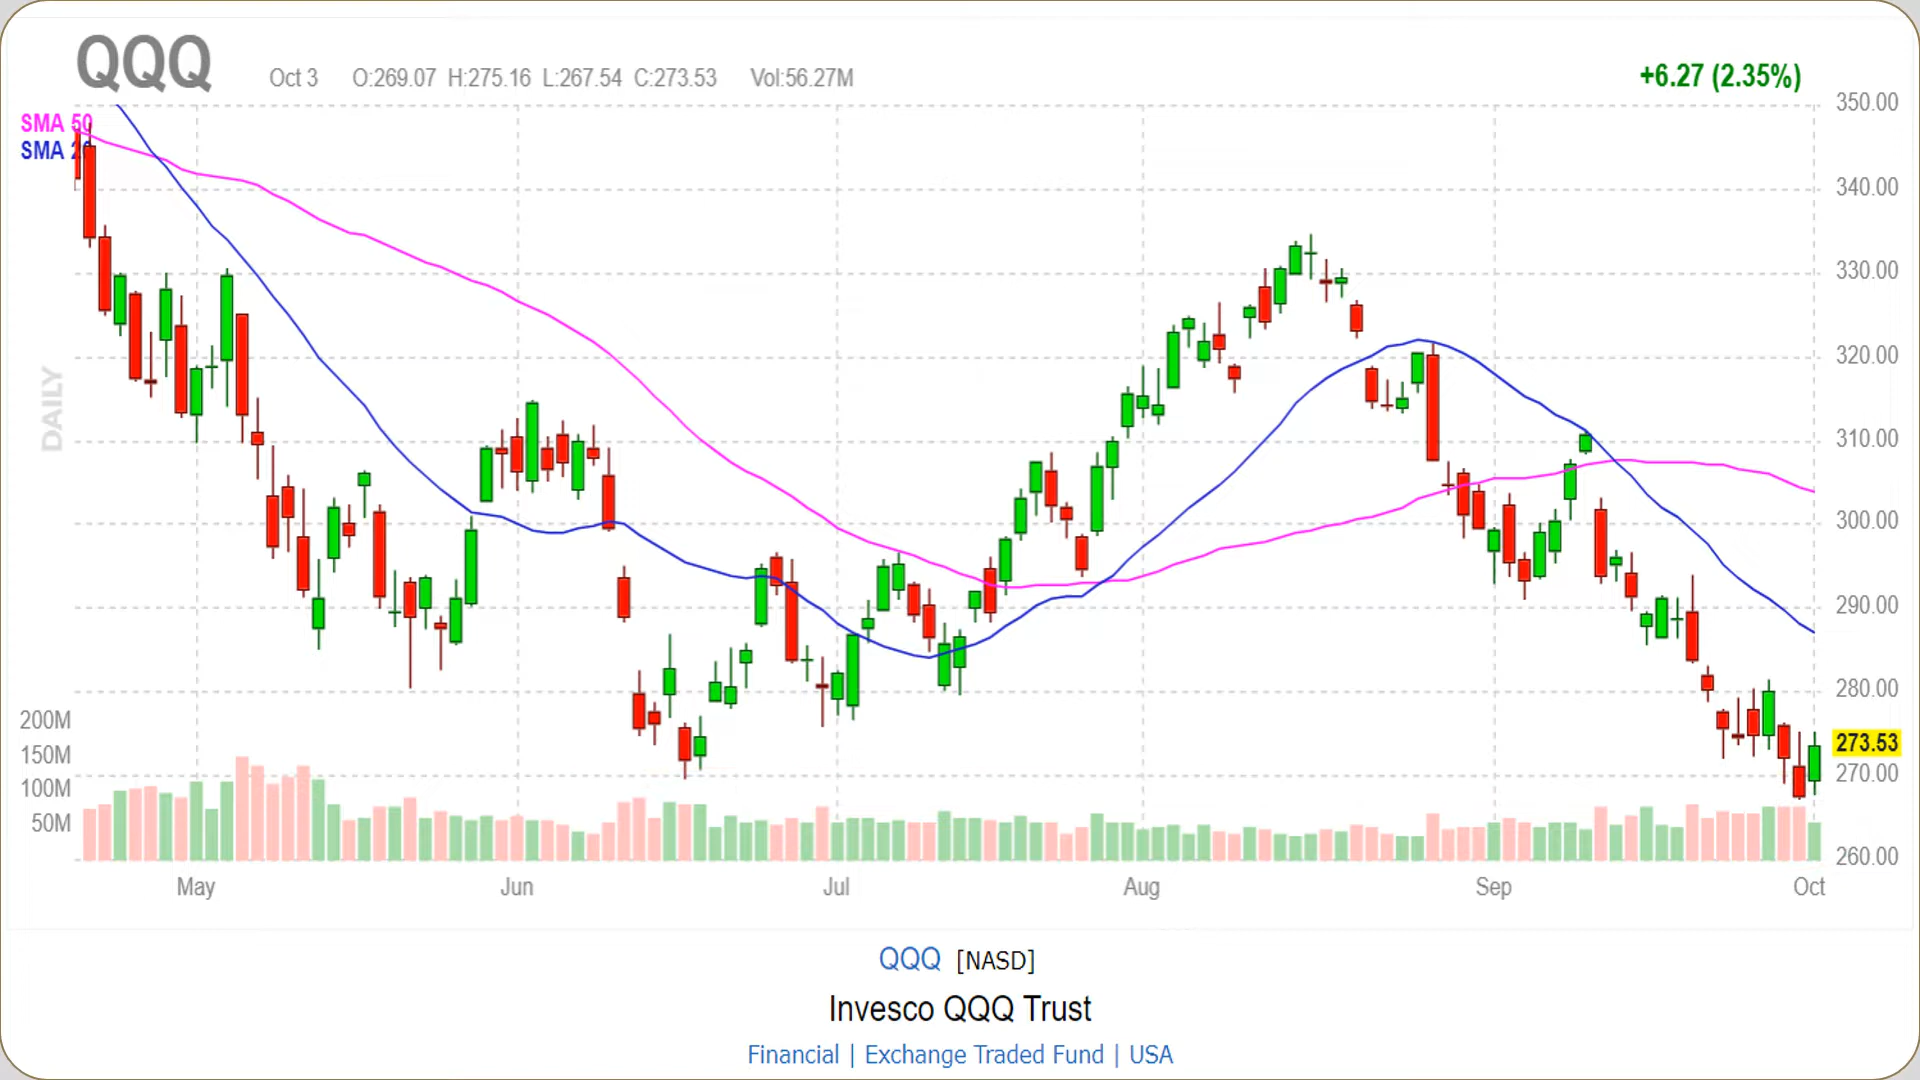 QQQ Oct 3 O:269.07 H:275.16 L:267.54 C:273.53 Vol:56.27M +6.27 (2.35%)
SMA 50
SMA 20
DAILY
350.00
340.00
330.00
320.00
310.00
300.00
290.00
280.00
273.53
270.00
260.00
200M
150M
100M
50M
May Jun Jul Aug Sep Oct
QQQ [NASD]
Invesco QQQ Trust
Financial | Exchange Traded Fund | USA